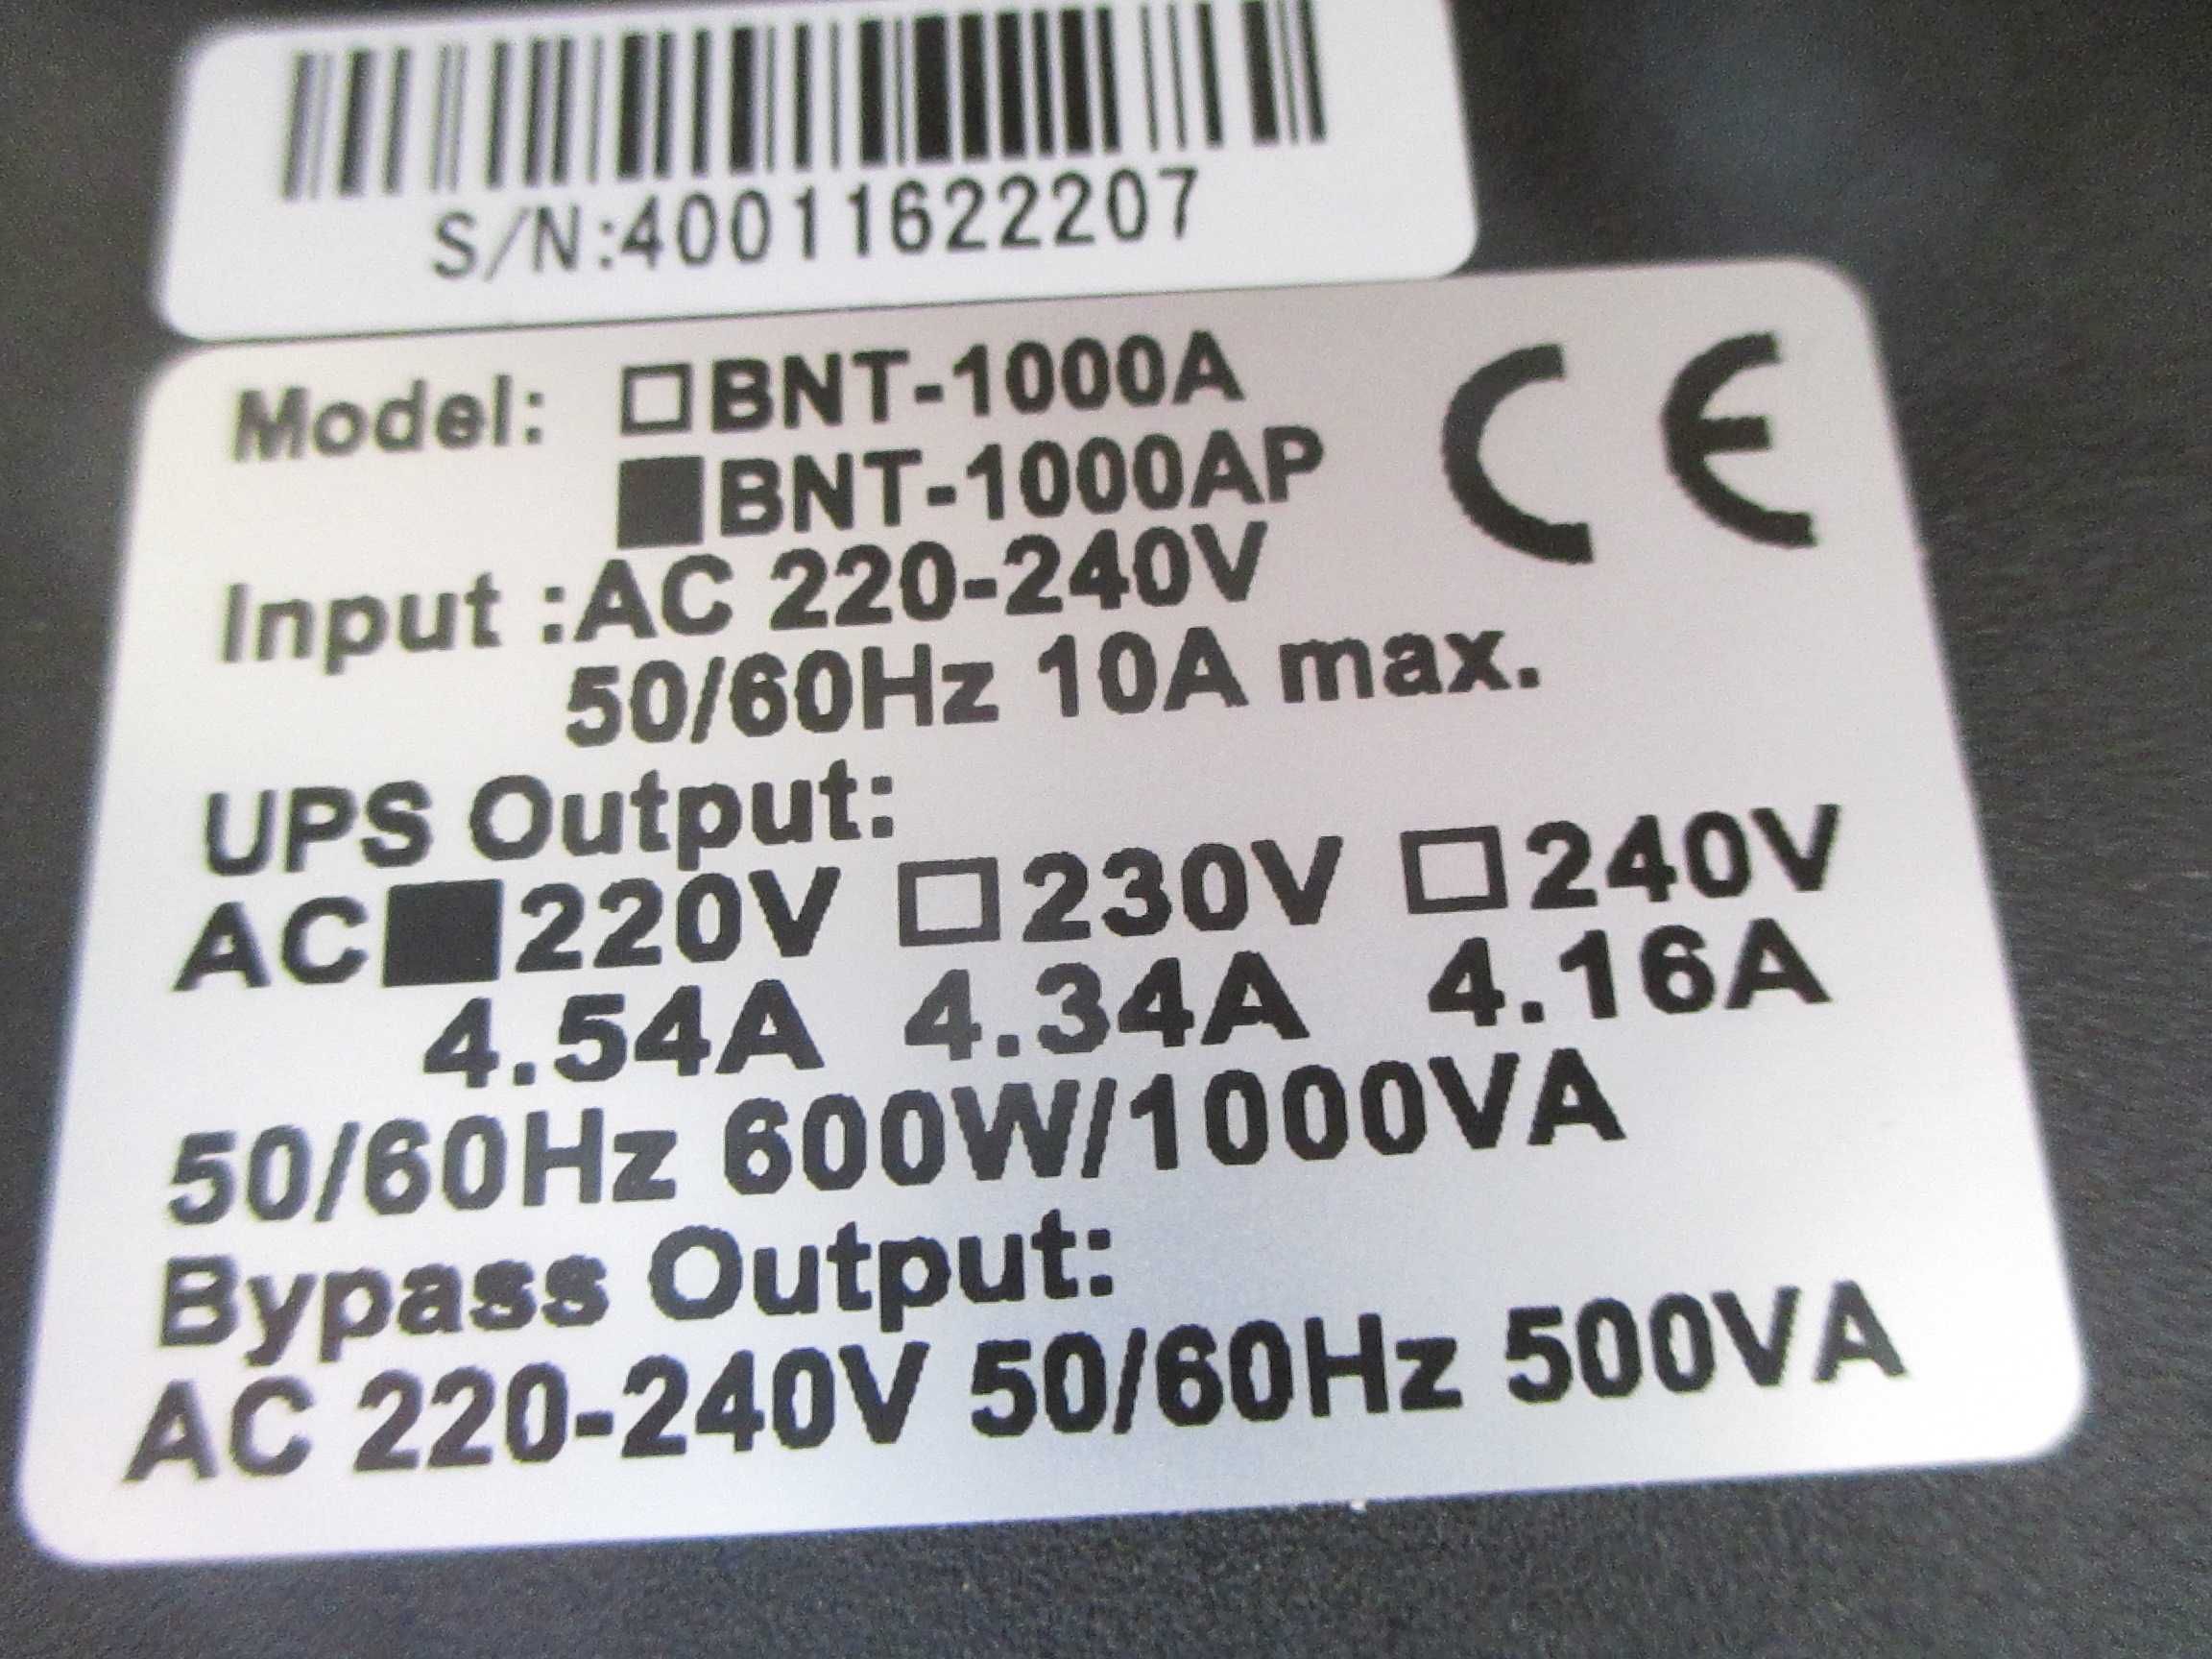 S/N:40011622207
Model: □BNT-1000A
■BNT-1000AP
CE
Input :AC 220-240V
50/60Hz 10A max.
UPS Output:
AC■220V □230V □240V
4.54A 4.34A 4.16A
50/60Hz 600W/1000VA
Bypass Output:
AC 220-240V 50/60Hz 500VA